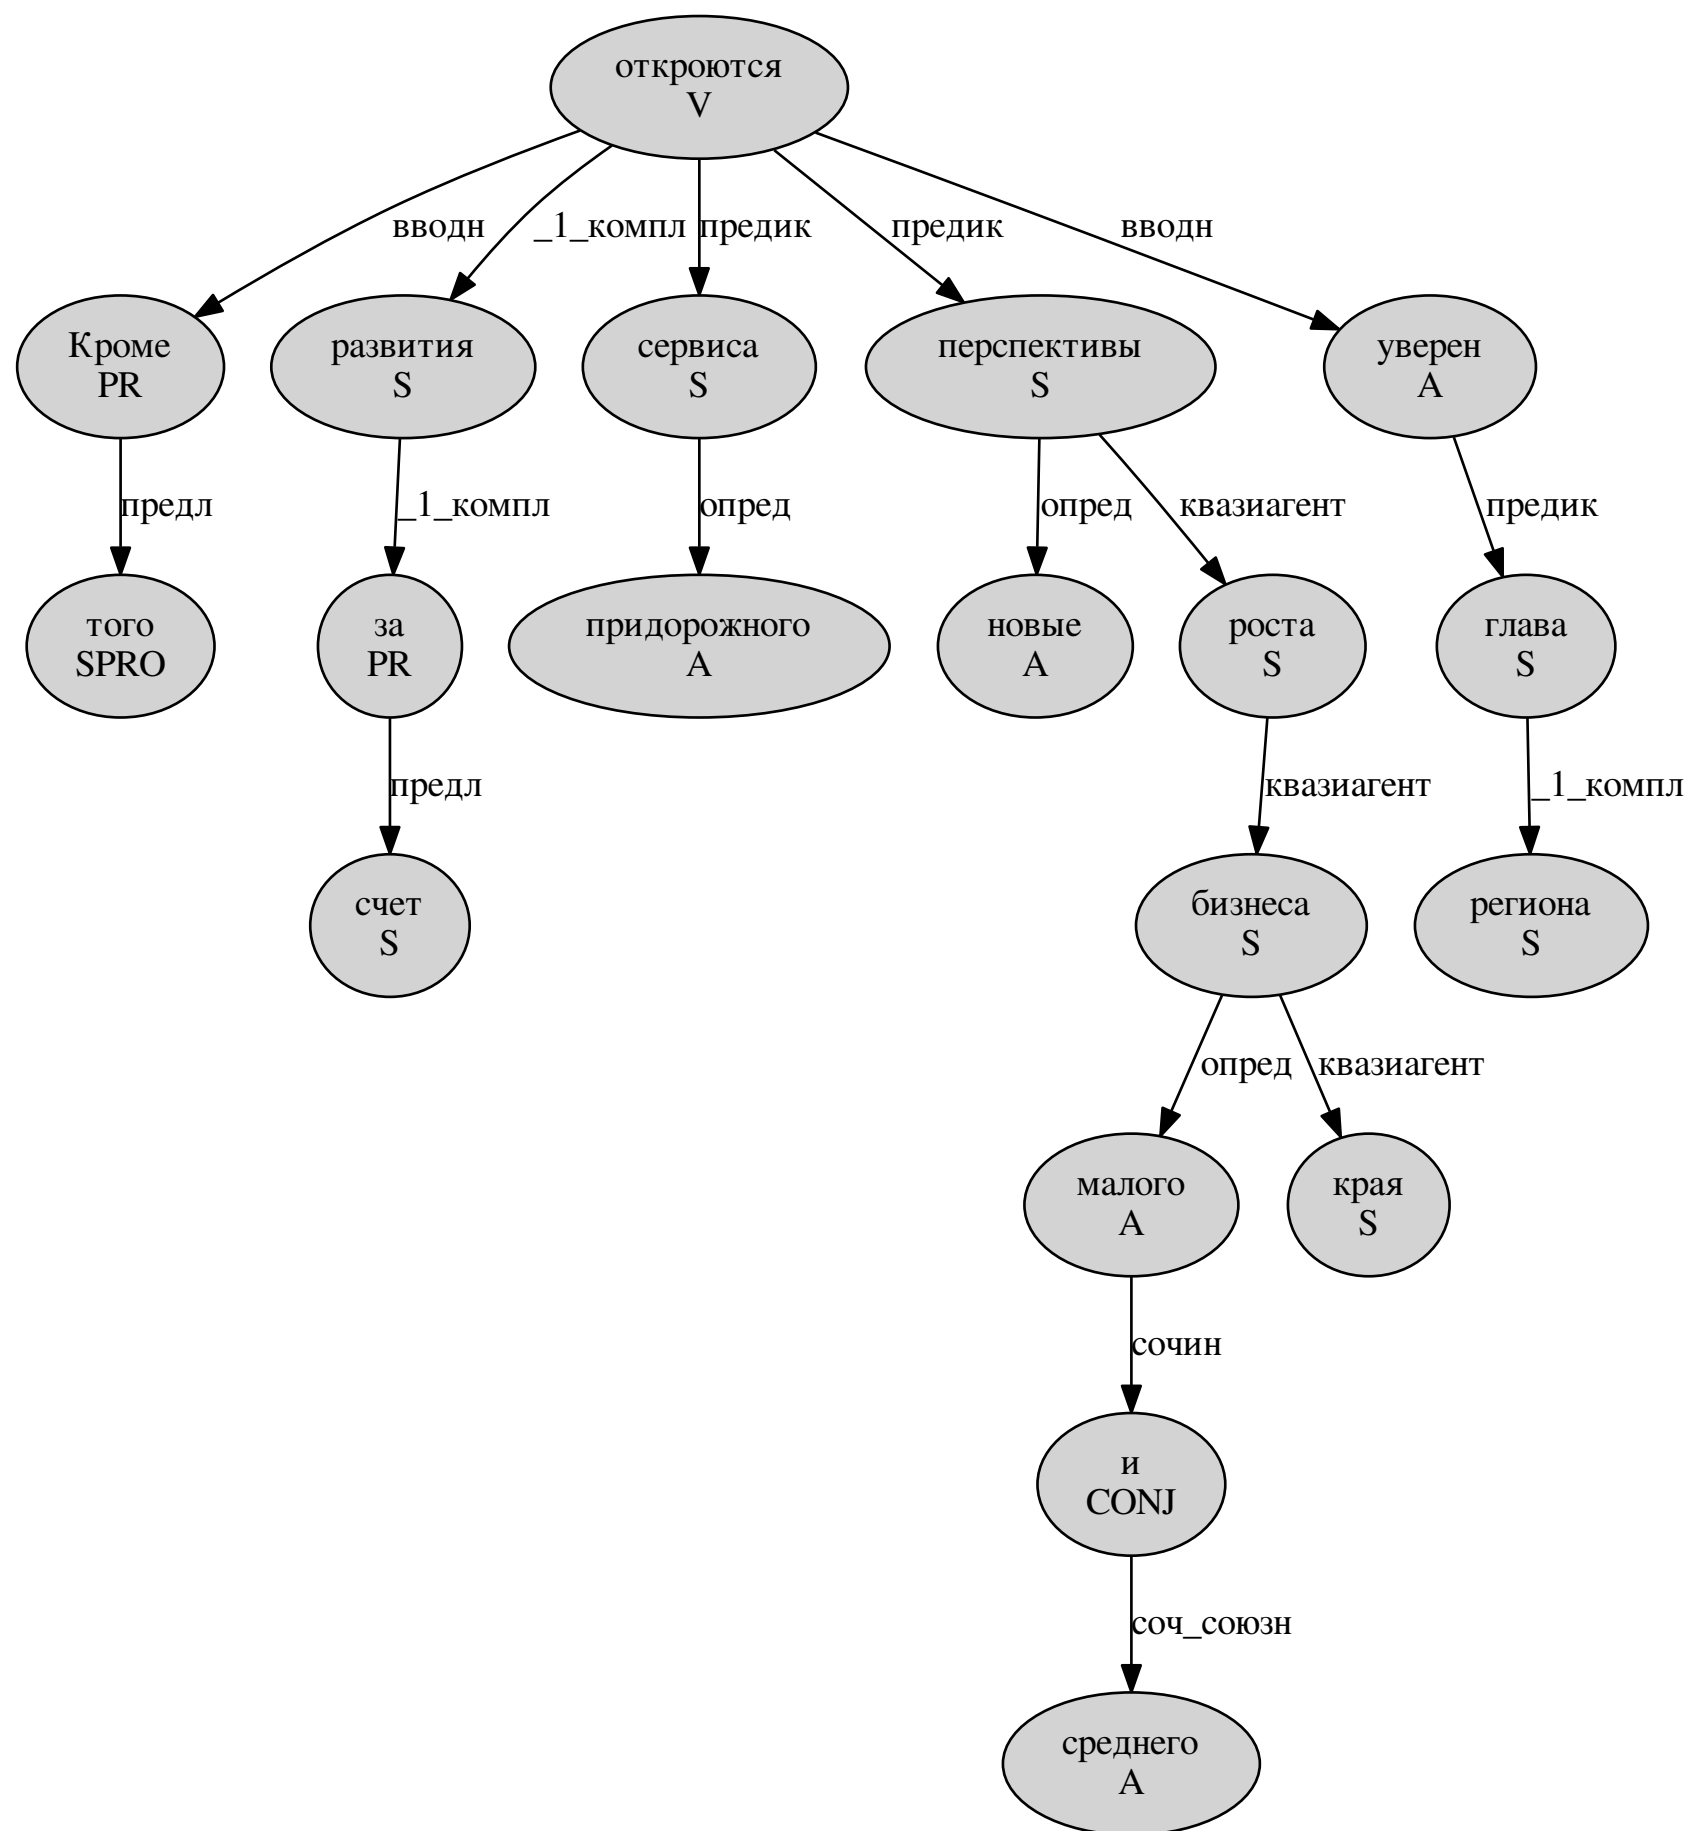 откроются
V
вводн
_1_компл
предик
предик
вводн
Кроме
PR
развития
S
сервиса
S
перспективы
S
уверен
A
предл
_1_компл
опред
опред
квазиагент
предик
того
SPRO
за
PR
придорожного
A
новые
A
роста
S
глава
S
предл
квазиагент
_1_компл
счет
S
бизнеса
S
региона
S
опред
квазиагент
малого
A
края
S
сочин
и
CONJ
соч_союзн
среднего
A